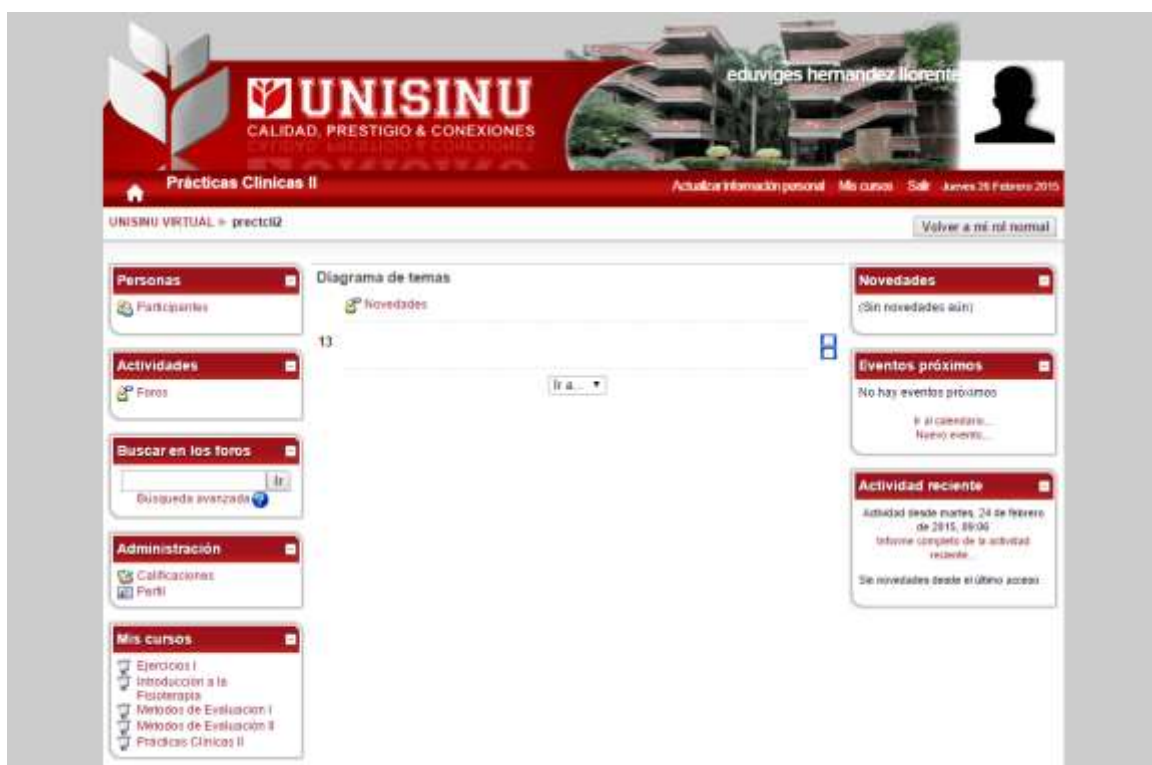 eduviges hernandez llorente
UNISINU
CALIDAD, PRESTIGIO & CONEXIONES
Prácticas Clinicas II
Actualizar información personal Mis cursos Salir Jueves 26 Febrero 2015
UNISINU VIRTUAL ► prectcli2
Volver a mi rol normal
Personas
Participantes
Actividades
Foros
Buscar en los foros
Ir
Búsqueda avanzada
Administración
Calificaciones
Perfil
Mis cursos
Ejercicios I
Introducción a la
Fisioterapia
Metodos de Evaluacion I
Métodos de Evaluación II
Prácticas Clinicas II
Diagrama de temas
Novedades
13
Ir a...
Novedades
(Sin novedades aún)
Eventos próximos
No hay eventos próximos
Ir al calendario...
Nuevo evento...
Actividad reciente
Actividad desde martes, 24 de febrero
de 2015, 09:06
Informe completo de la actividad
reciente...
Sin novedades desde el último acceso